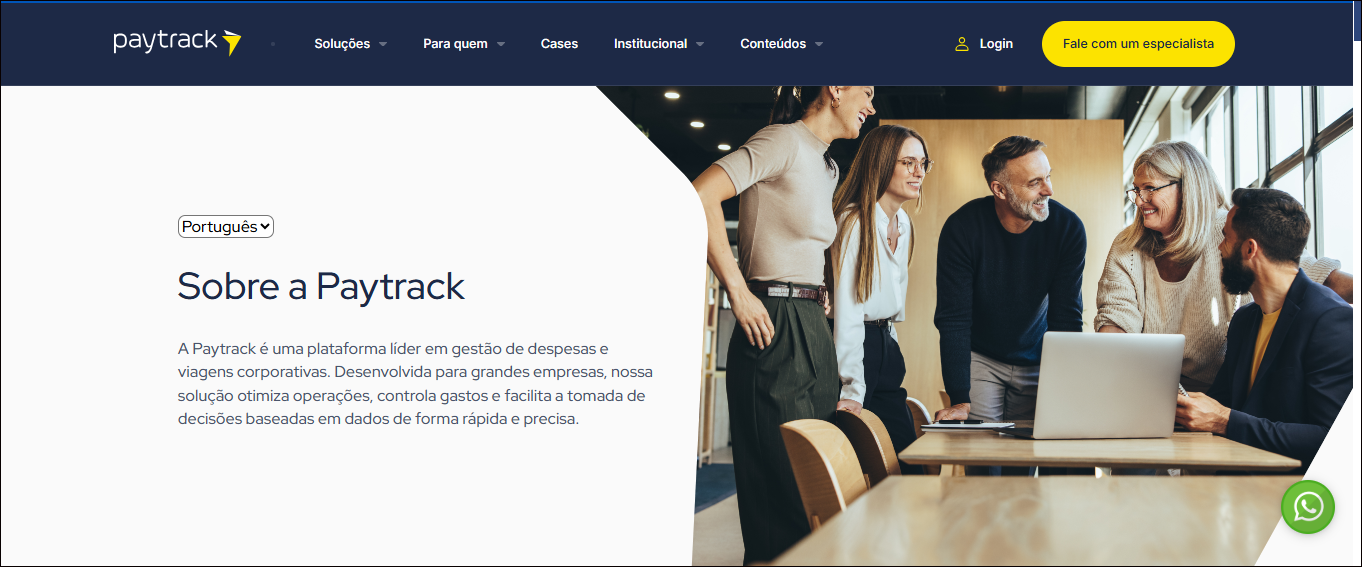 paytrack
Soluções
Para quem
Cases
Institucional
Conteúdos
Login
Fale com um especialista
Português
Sobre a Paytrack
A Paytrack é uma plataforma líder em gestão de despesas e
viagens corporativas. Desenvolvida para grandes empresas, nossa
solução otimiza operações, controla gastos e facilita a tomada de
decisões baseadas em dados de forma rápida e precisa.